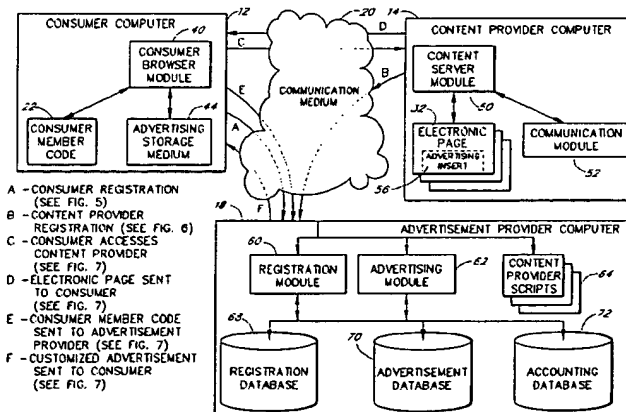 CONSUMER COMPUTER
12
20
14
CONTENT PROVIDER COMPUTER
40
CONSUMER
BROWSER
MODULE
D
C
B
E
A
COMMUNICATION
MEDIUM
CONTENT
SERVER
MODULE
50
22
CONSUMER
MEMBER
CODE
44
ADVERTISING
STORAGE
MEDIUM
32
ELECTRONIC
PAGE
ADVERTISING
INSERT
56
COMMUNICATION
MODULE
52
F
18
A - CONSUMER REGISTRATION
(SEE FIG. 5)
B - CONTENT PROVIDER
REGISTRATION (SEE FIG. 6)
C - CONSUMER ACCESSES
CONTENT PROVIDER
(SEE FIG. 7)
D - ELECTRONIC PAGE SENT
TO CONSUMER
(SEE FIG. 7)
E - CONSUMER MEMBER CODE
SENT TO ADVERTISEMENT
PROVIDER (SEE FIG. 7)
F - CUSTOMIZED ADVERTISEMENT
SENT TO CONSUMER
(SEE FIG. 7)
ADVERTISEMENT PROVIDER COMPUTER
60
REGISTRATION
MODULE
ADVERTISING
MODULE
62
CONTENT
PROVIDER
SCRIPTS
64
REGISTRATION
DATABASE
70
ADVERTISEMENT
DATABASE
72
ACCOUNTING
DATABASE